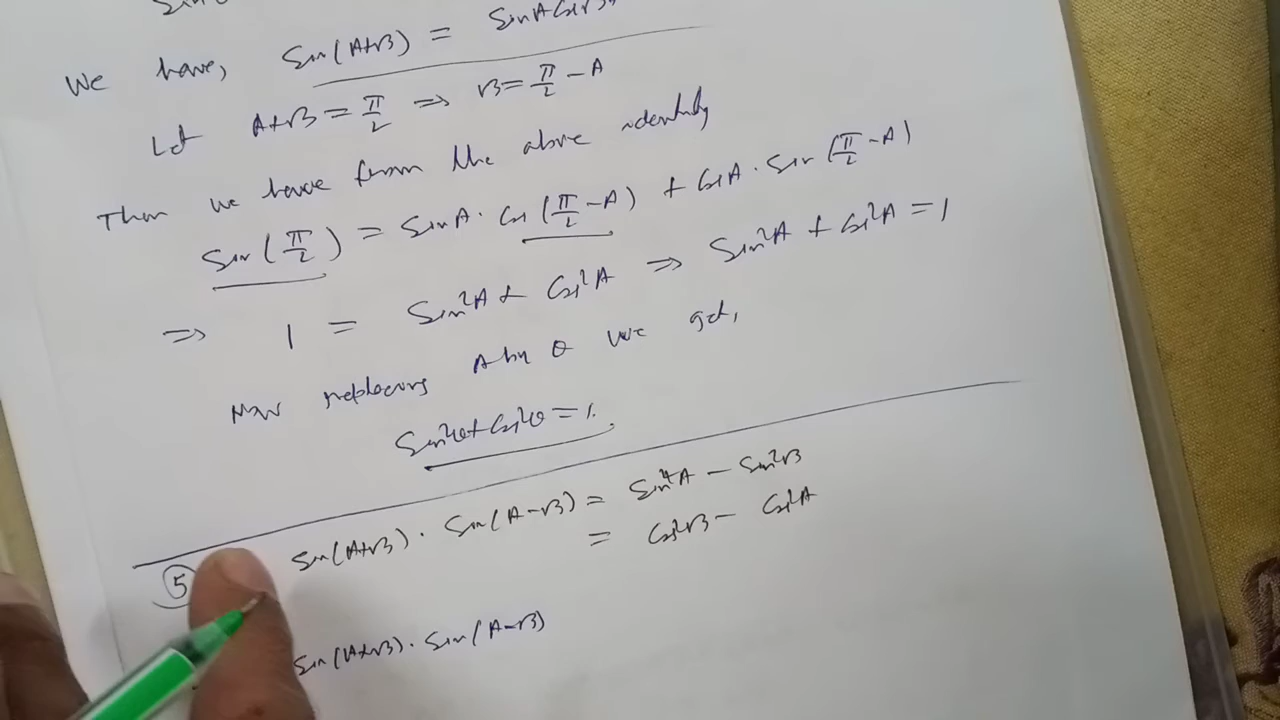 We have, Sin(A+B) = SinA CosB
Let A+B = π/2 ⇒ B = π/2 - A
Then we have from the above identity
Sin(π/2) = SinA · Cos(π/2 - A) + CosA · Sin(π/2 - A)
⇒ 1 = Sin²A + Cos²A ⇒ Sin²A + Cos²A = 1
Now replacing A by θ we get,
Sin²θ + Cos²θ = 1.
5 Sin(A+B) · Sin(A-B) = Sin²A - Sin²B
= Cos²B - Cos²A
Sin(A+B) · Sin(A-B)